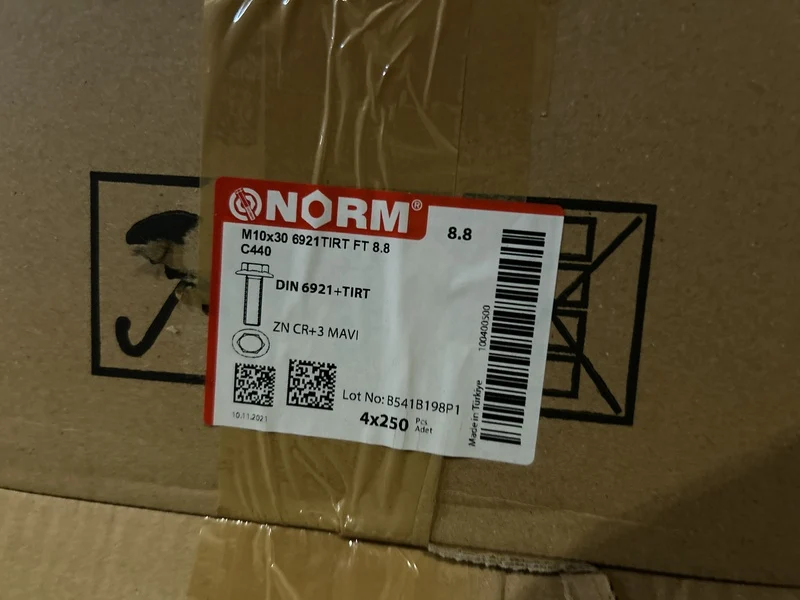 NORM®
8.8
M10x30 6921TIRT FT 8.8
C440
DIN 6921+TIRT
ZN CR+3 MAVI
Lot No: B541B198P1
10.11.2021
4x250 Pcs Adet
100400500
Made in Türkiye